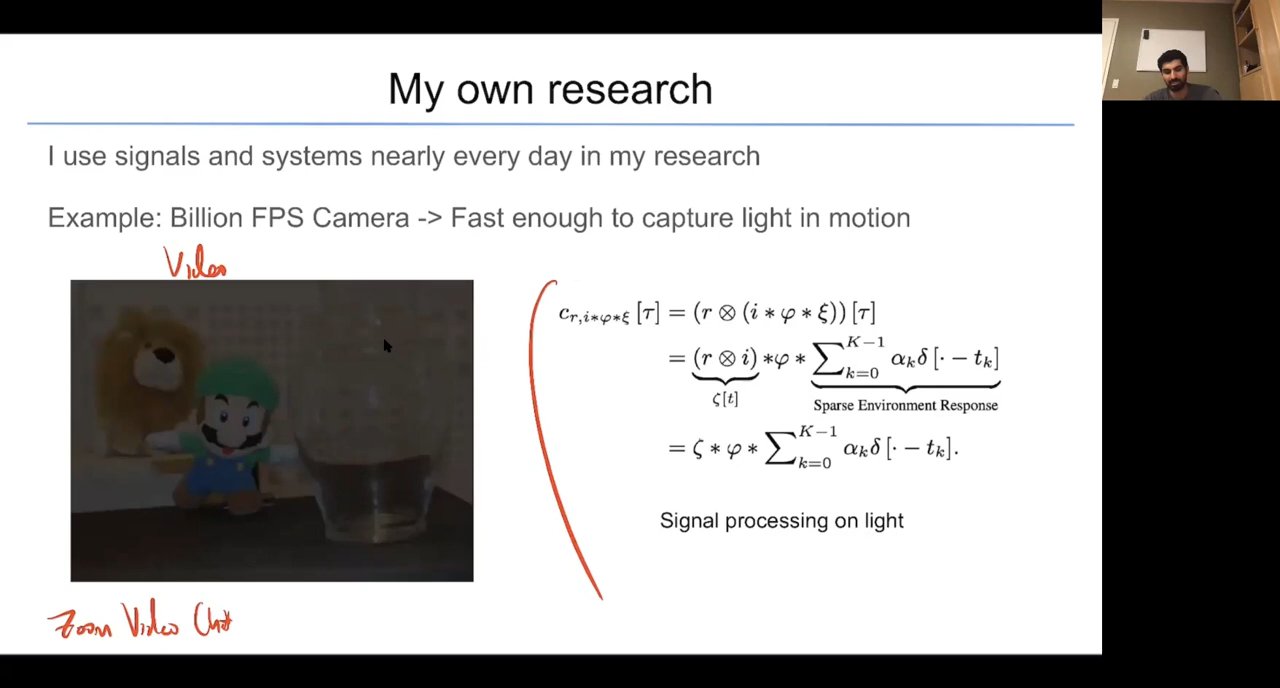 My own research
I use signals and systems nearly every day in my research
Example: Billion FPS Camera -> Fast enough to capture light in motion
Video
c_{r,i*φ*ξ}[τ] = (r ⊗ (i * φ * ξ))[τ]
= (r ⊗ i) * φ * ∑_{k=0}^{K-1} α_k δ[· − t_k]
ζ[t]
Sparse Environment Response
= ζ * φ * ∑_{k=0}^{K-1} α_k δ[· − t_k].
Signal processing on light
Zoom Video Chat